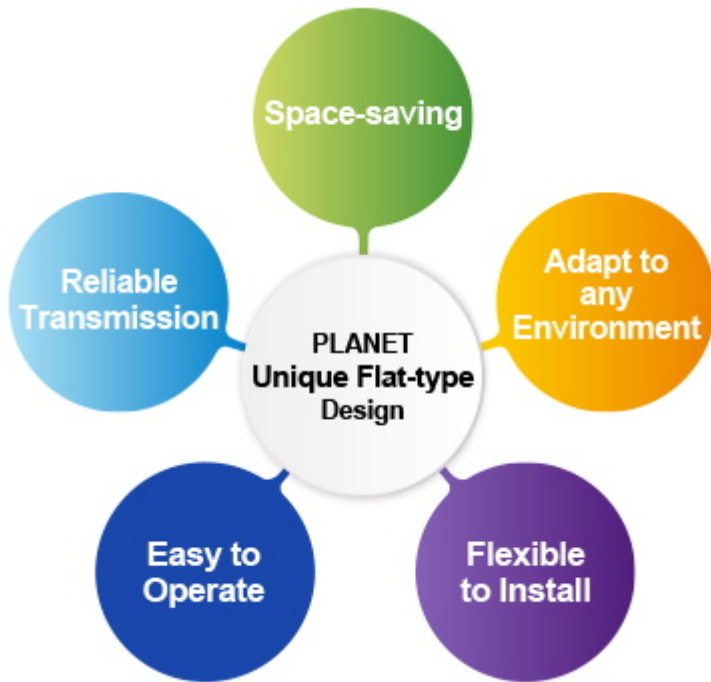 Space-saving
Reliable
Transmission
Adapt to
any
Environment
PLANET
Unique Flat-type
Design
Easy to
Operate
Flexible
to Install